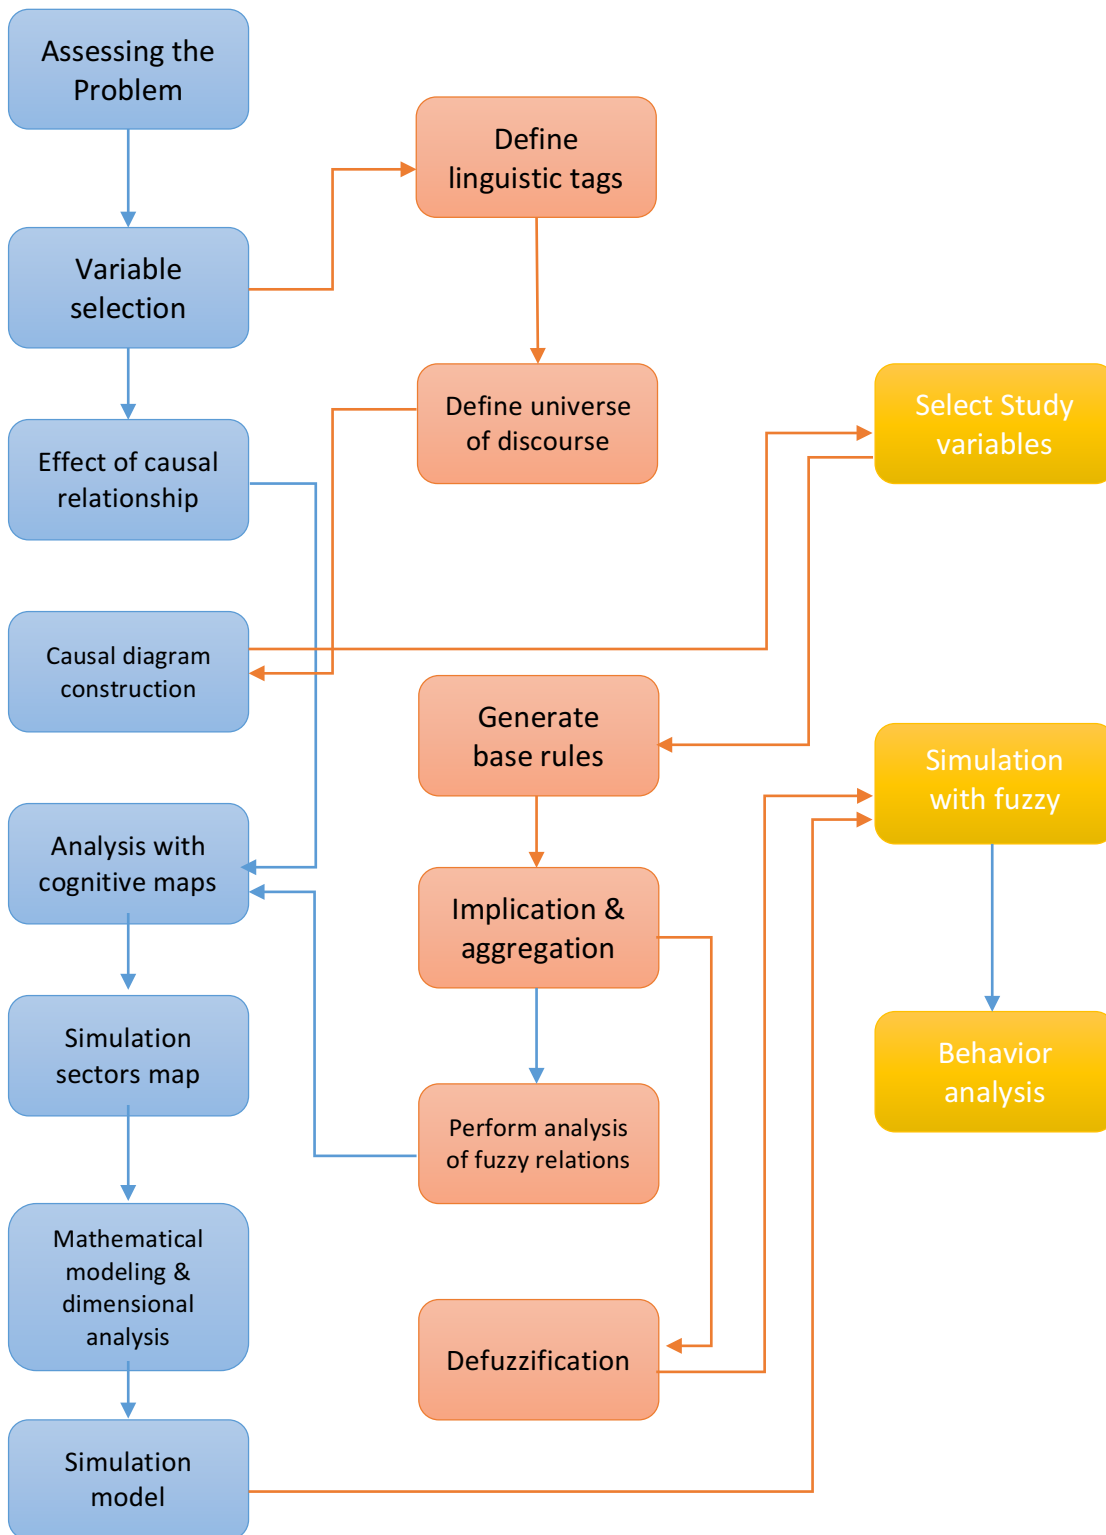 Assessing the
Problem
Variable
selection
Effect of causal
relationship
Causal diagram
construction
Analysis with
cognitive maps
Simulation
sectors map
Mathematical
modeling &
dimensional
analysis
Simulation
model
Define
linguistic tags
Define universe
of discourse
Generate
base rules
Implication &
aggregation
Perform analysis
of fuzzy relations
Defuzzification
Select Study
variables
Simulation
with fuzzy
Behavior
analysis